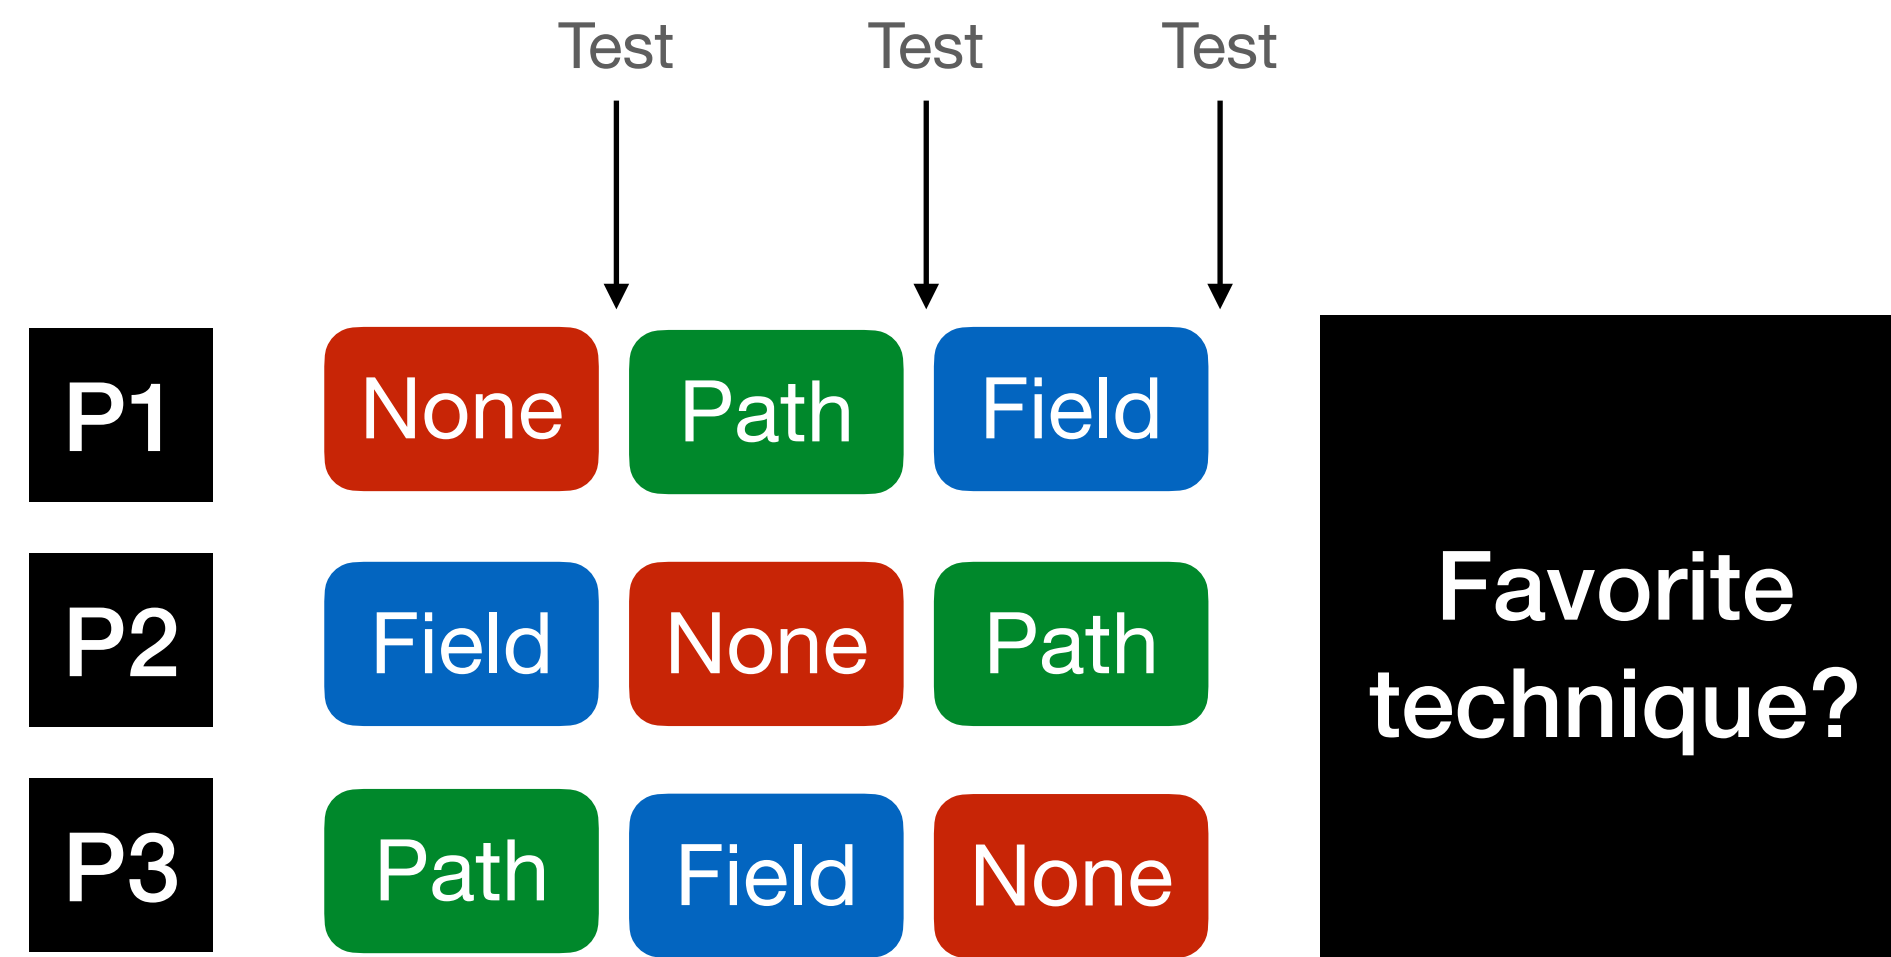 Test Test Test
P1 None Path Field
P2 Field None Path
P3 Path Field None
Favorite
technique?